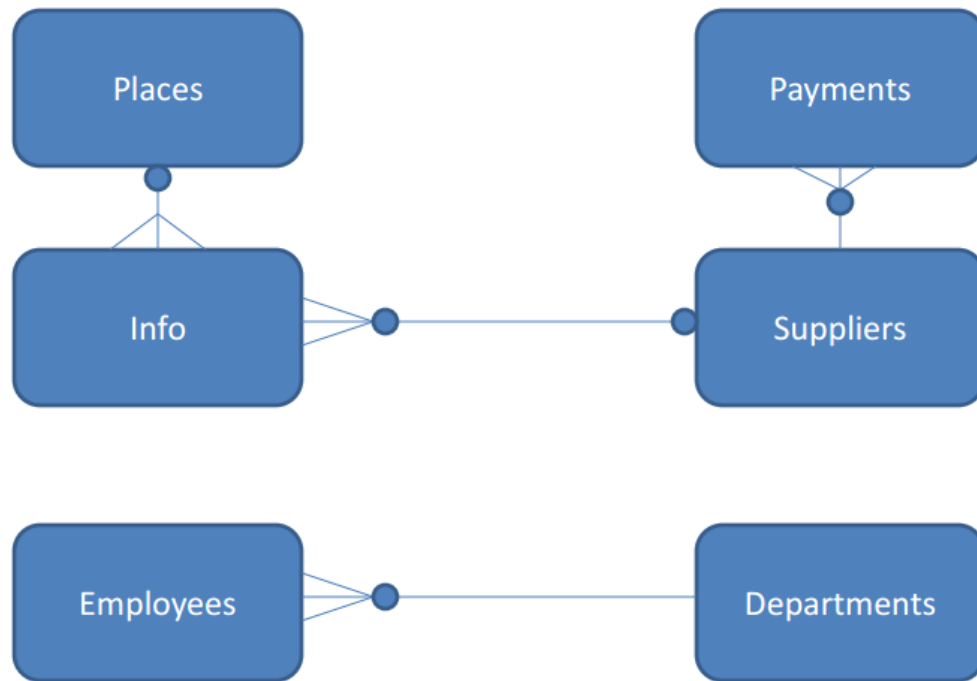 Places
Payments
Info
Suppliers
Employees
Departments